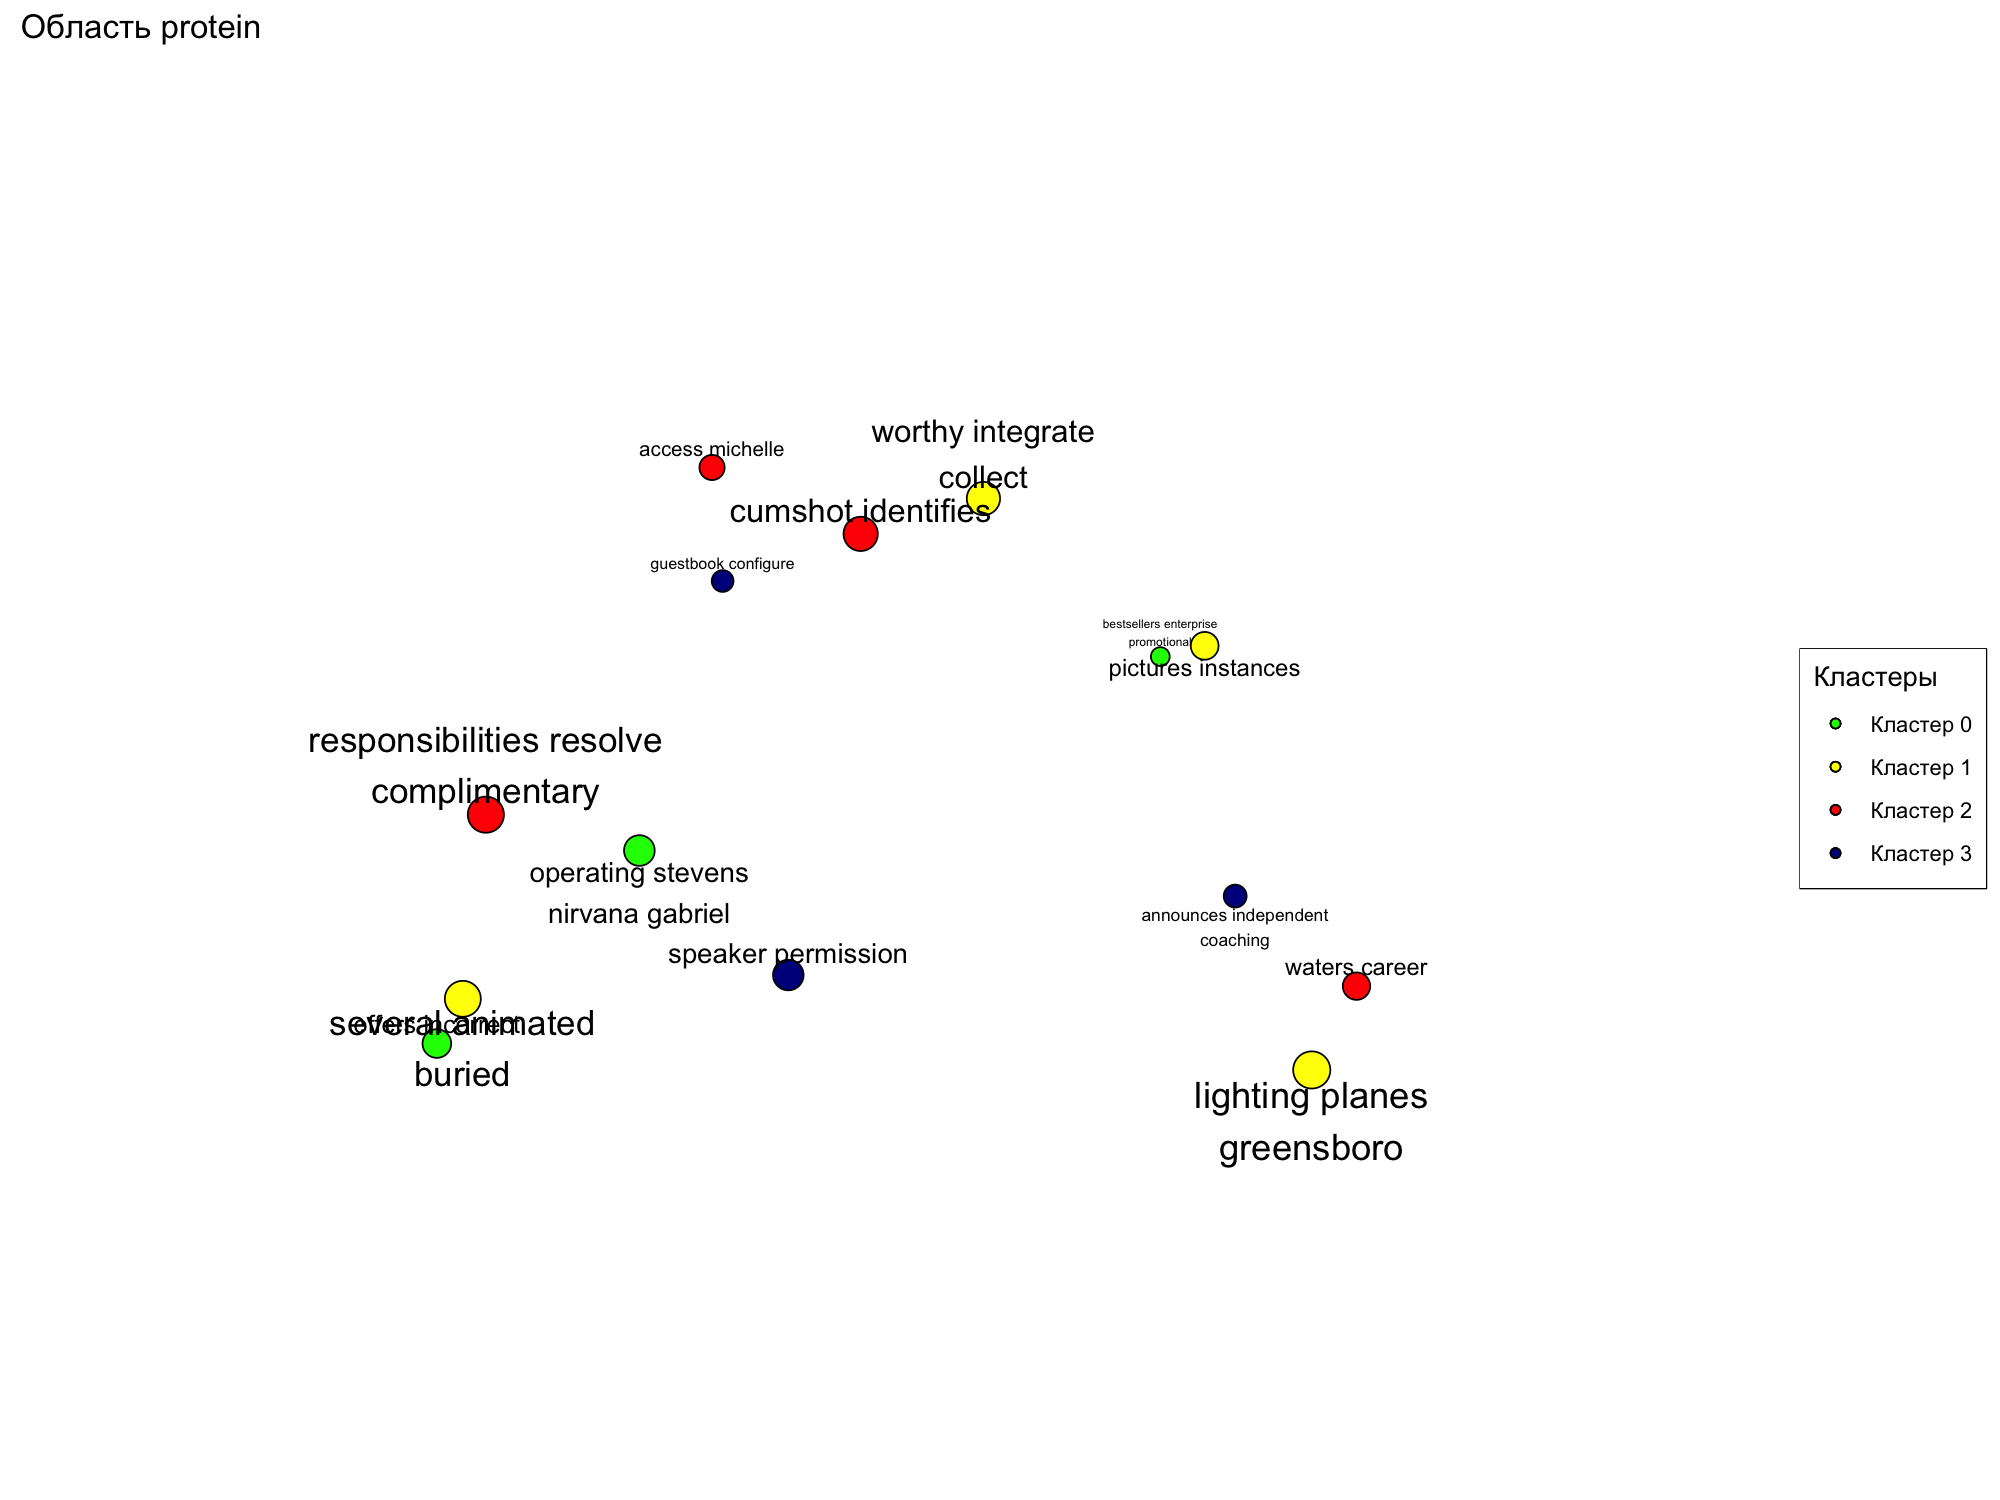 Область protein
worthy integrate
collect
access michelle
cumshot identifies
guestbook configure
bestsellers enterprise
promotional
pictures instances
responsibilities resolve
complimentary
operating stevens
nirvana gabriel
speaker permission
announces independent
coaching
waters career
several animated
buried
offers incorrect
lighting planes
greensboro
Кластеры
Кластер 0
Кластер 1
Кластер 2
Кластер 3